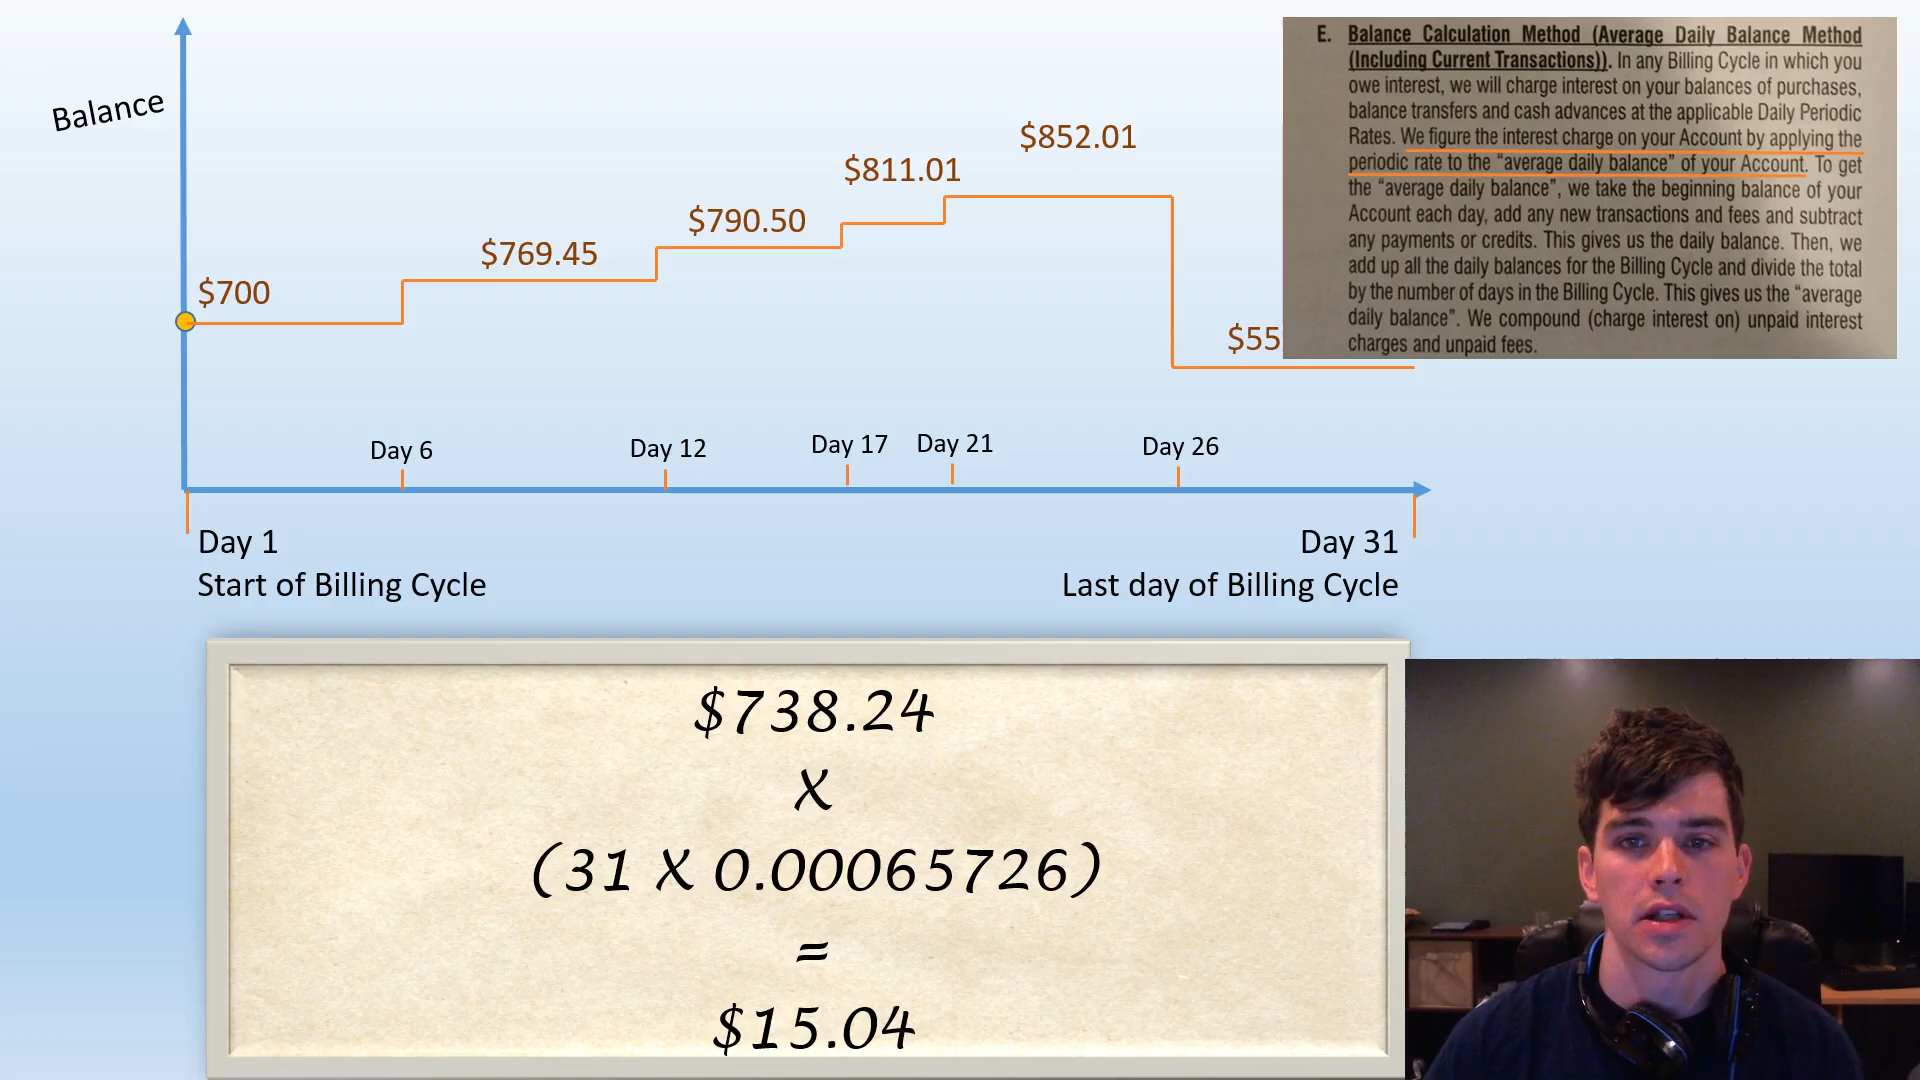 Balance
$700
$769.45
$790.50
$811.01
$852.01
Day 6
Day 12
Day 17
Day 21
Day 26
Day 1
Start of Billing Cycle
Day 31
Last day of Billing Cycle
E. Balance Calculation Method (Average Daily Balance Method
(Including Current Transactions)). In any Billing Cycle in which you
owe interest, we will charge interest on your balances of purchases,
balance transfers and cash advances at the applicable Daily Periodic
Rates. We figure the interest charge on your Account by applying the
periodic rate to the “average daily balance” of your Account. To get
the “average daily balance”, we take the beginning balance of your
Account each day, add any new transactions and fees and subtract
any payments or credits. This gives us the daily balance. Then, we
add up all the daily balances for the Billing Cycle and divide the total
by the number of days in the Billing Cycle. This gives us the “average
daily balance”. We compound (charge interest on) unpaid interest
charges and unpaid fees.
$738.24
X
(31 X 0.00065726)
=
$15.04